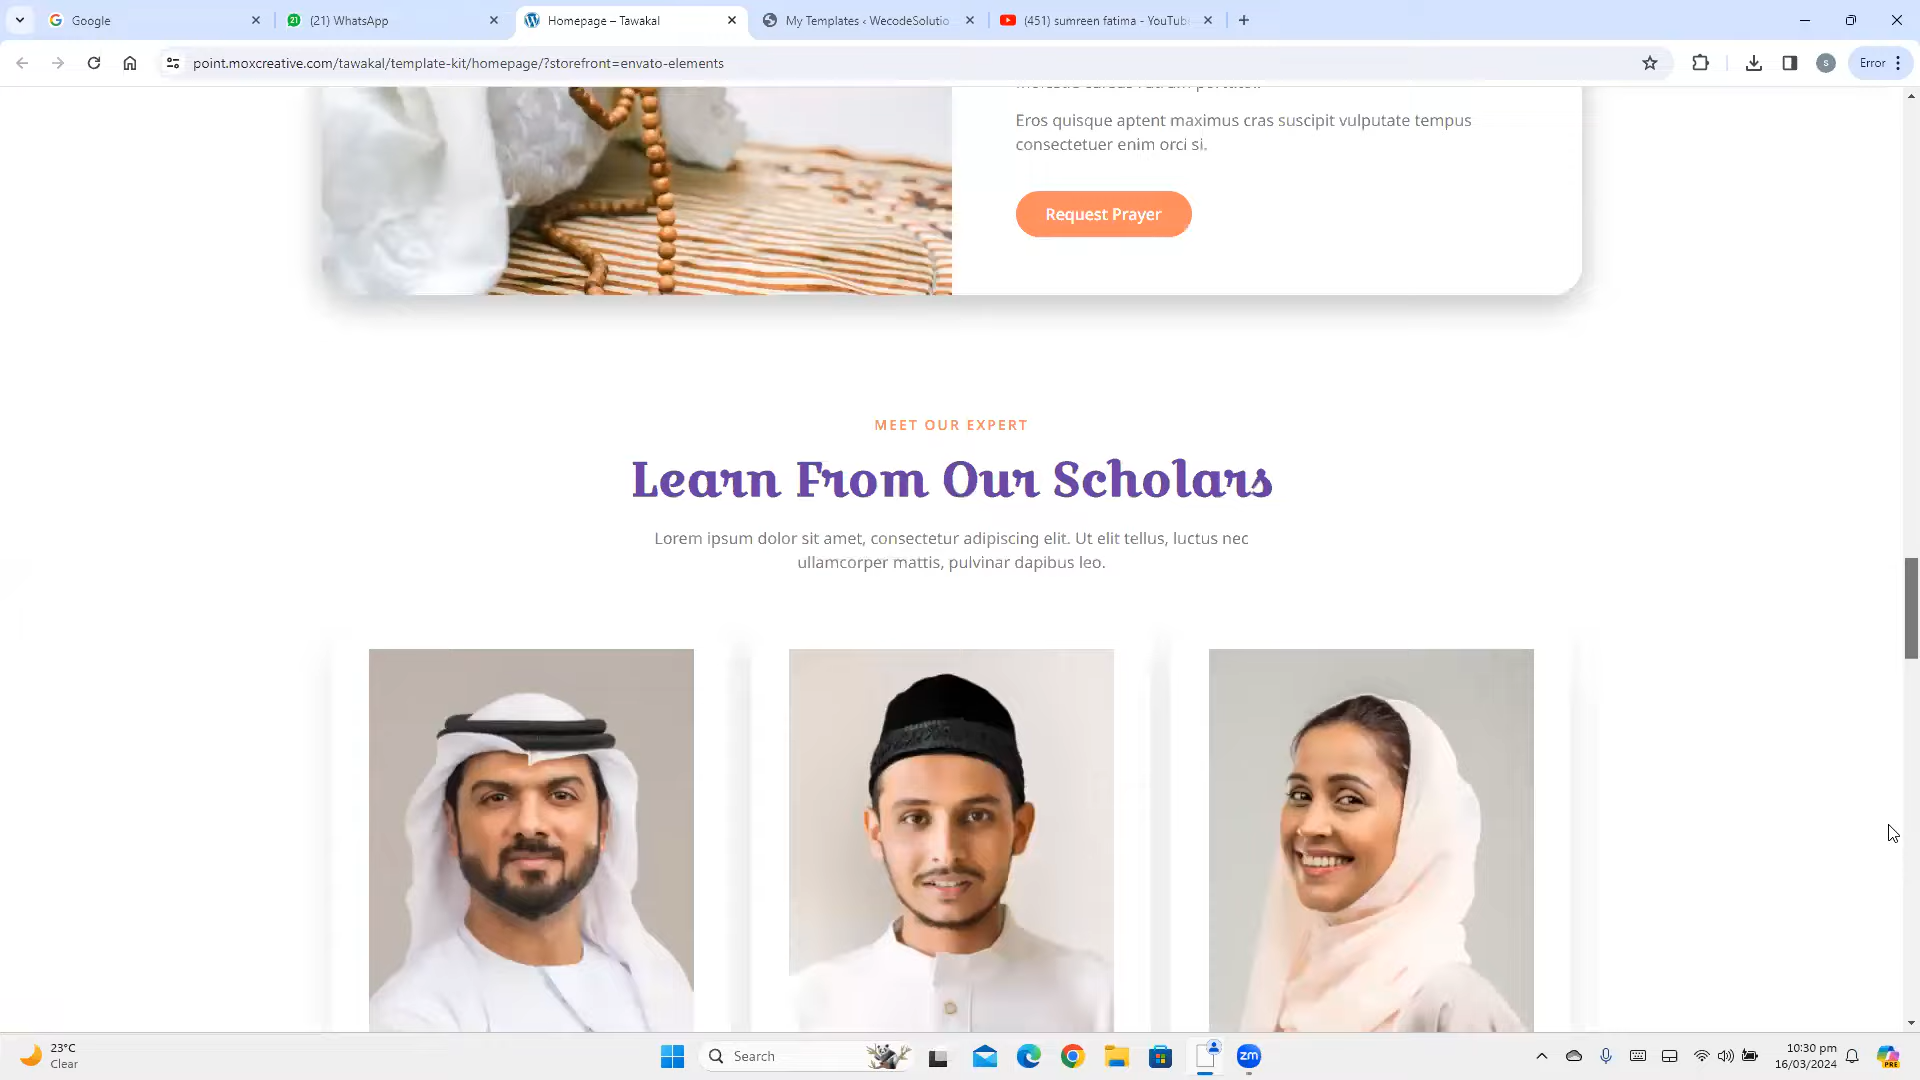 Google
(21) WhatsApp
Homepage – Tawakal
My Templates ‹ WecodeSolutio
(451) sumreen fatima - YouTub
point.moxcreative.com/tawakal/template-kit/homepage/?storefront=envato-elements
S
Error
Eros quisque aptent maximus cras suscipit vulputate tempus
consectetuer enim orci si.
Request Prayer
MEET OUR EXPERT
Learn From Our Scholars
Lorem ipsum dolor sit amet, consectetur adipiscing elit. Ut elit tellus, luctus nec
ullamcorper mattis, pulvinar dapibus leo.
23°C
Clear
Search
zm
10:30 pm
16/03/2024
PRE